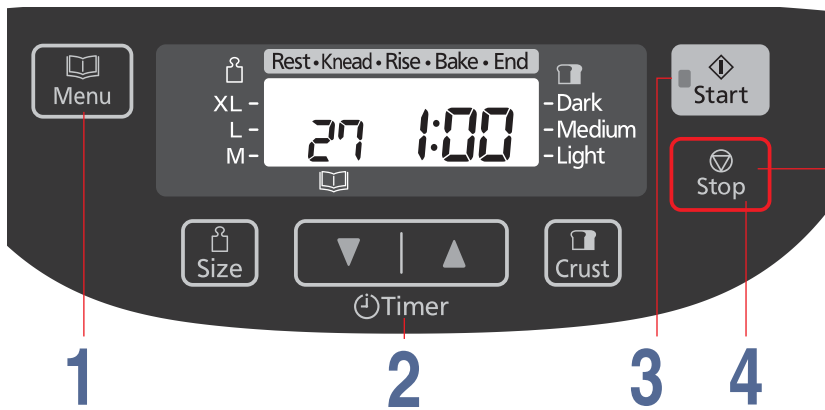 Menu
Rest • Knead • Rise • Bake • End
XL -
L -
M -
27 1:00
- Dark
- Medium
- Light
Start
Stop
Size
Timer
Crust
1
2
3
4